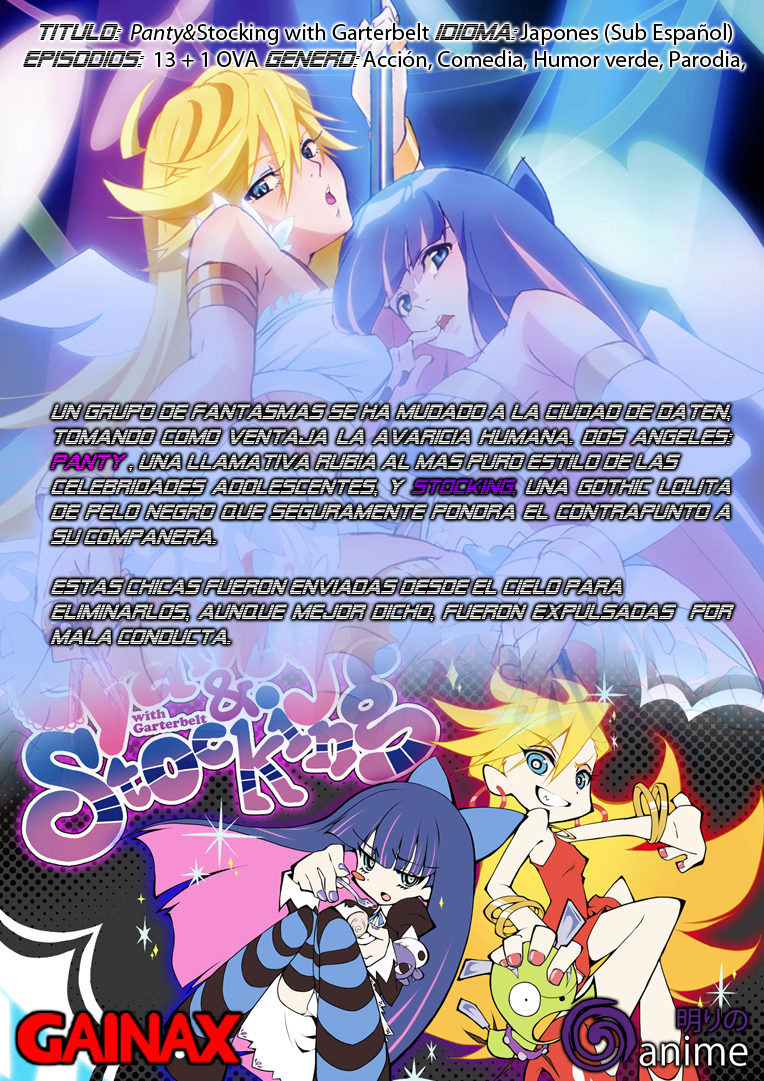 TITULO: Panty&Stocking with Garterbelt IDIOMA: Japones (Sub Español)
EPISODIOS: 13 + 1 OVA GENERO: Acción, Comedia, Humor verde, Parodia,
UN GRUPO DE FANTASMAS SE HA MUDADO A LA CIUDAD DE DATEN,
TOMANDO COMO VENTAJA LA AVARICIA HUMANA. DOS ANGELES:
PANTY , UNA LLAMATIVA RUBIA AL MAS PURO ESTILO DE LAS
CELEBRIDADES ADOLESCENTES, Y STOCKING, UNA GOTHIC LOLITA
DE PELO NEGRO QUE SEGURAMENTE PONDRA EL CONTRAPUNTO A
SU COMPANERA.
ESTAS CHICAS FUERON ENVIADAS DESDE EL CIELO PARA
ELIMINARLOS, AUNQUE MEJOR DICHO, FUERON EXPULSADAS POR
MALA CONDUCTA.
Panty
with
Garterbelt
&
Stocking
GAINAX
明りの
anime